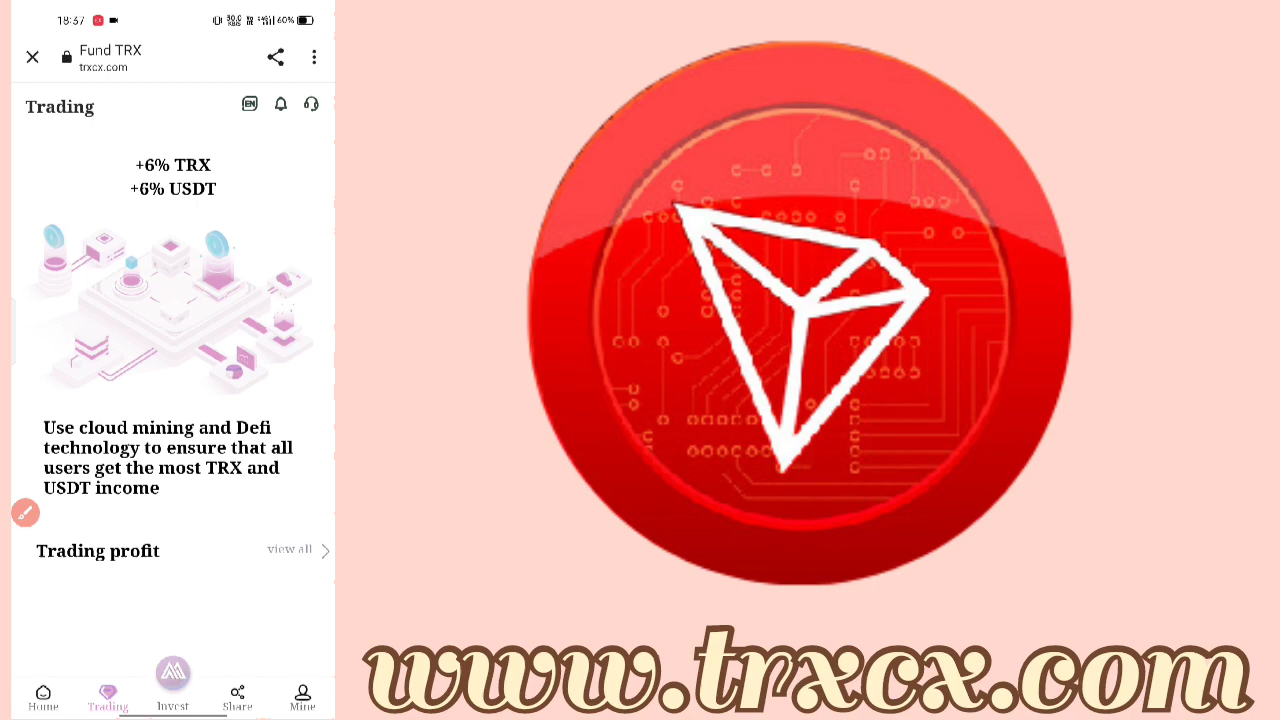 18:37
60%
Fund TRX
trxcx.com
Trading
EN
+6% TRX
+6% USDT
Use cloud mining and Defi
technology to ensure that all
users get the most TRX and
USDT income
Trading profit
view all
Home
Trading
Invest
Share
Mine
www.trxcx.com